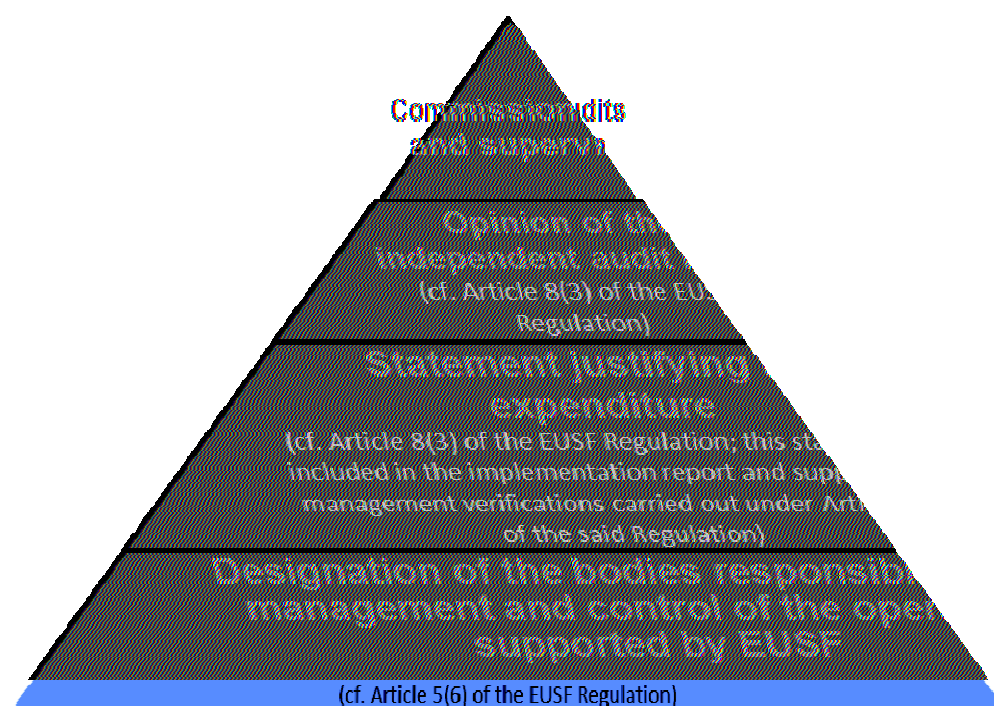 Commission audits
and superv
Opinion of th
independent audit
(cf. Article 8(3) of the EUS
Regulation)
Statement justifying
expenditure
(cf. Article 8(3) of the EUSF Regulation; this sta
included in the implementation report and supp
management verifications carried out under Arti
of the said Regulation)
Designation of the bodies responsib
management and control of the oper
supported by EUSF
(cf. Article 5(6) of the EUSF Regulation)